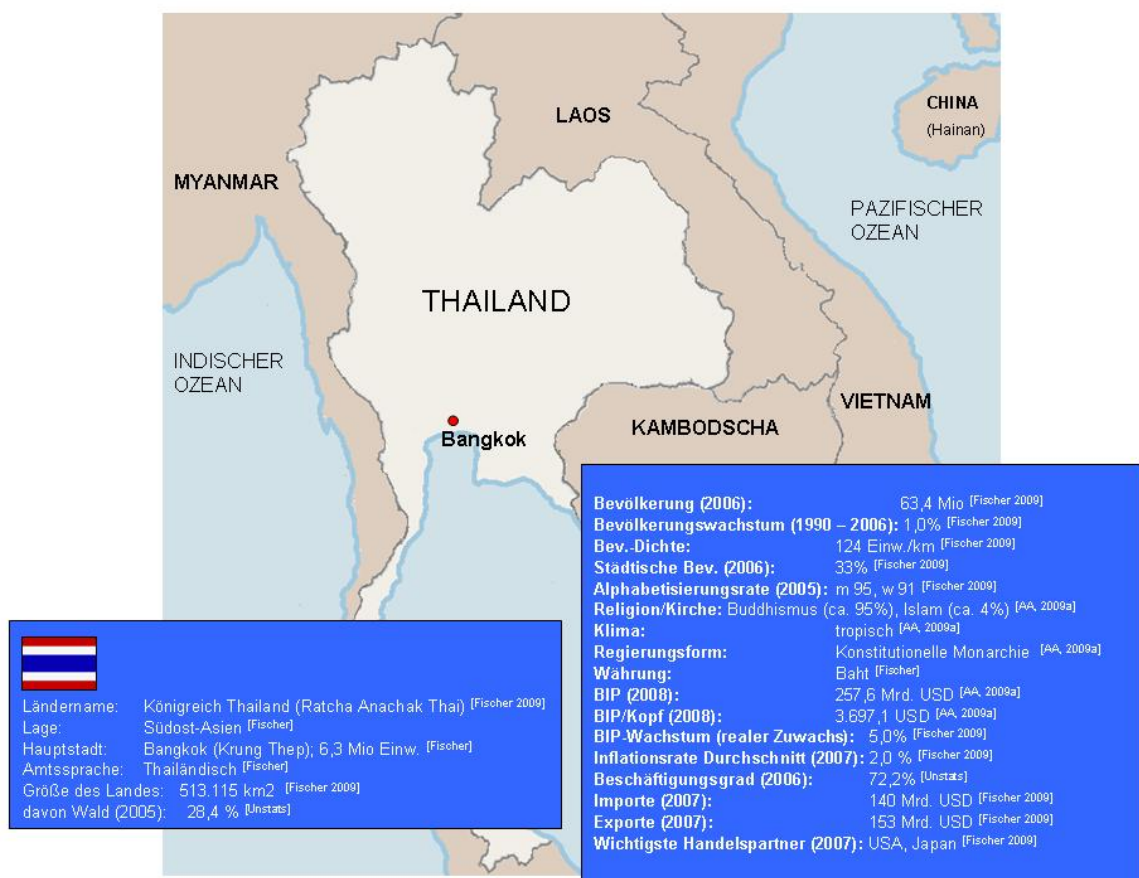 LAOS
CHINA
(Hainan)
MYANMAR
PAZIFISCHER
OZEAN
THAILAND
INDISCHER
OZEAN
VIETNAM
KAMBODSCHA
Bangkok
Ländername: Königreich Thailand (Ratcha Anachak Thai) [Fischer 2009]
Lage: Südost-Asien [Fischer]
Hauptstadt: Bangkok (Krung Thep); 6,3 Mio Einw. [Fischer]
Amtssprache: Thailändisch [Fischer]
Größe des Landes: 513.115 km2 [Fischer 2009]
davon Wald (2005): 28,4 % [Unstats]
Bevölkerung (2006): 63,4 Mio [Fischer 2009]
Bevölkerungswachstum (1990 – 2006): 1,0% [Fischer 2009]
Bev.-Dichte: 124 Einw./km [Fischer 2009]
Städtische Bev. (2006): 33% [Fischer 2009]
Alphabetisierungsrate (2005): m 95, w 91 [Fischer 2009]
Religion/Kirche: Buddhismus (ca. 95%), Islam (ca. 4%) [AA, 2009a]
Klima: tropisch [AA, 2009a]
Regierungsform: Konstitutionelle Monarchie [AA, 2009a]
Währung: Baht [Fischer]
BIP (2008): 257,6 Mrd. USD [AA, 2009a]
BIP/Kopf (2008): 3.697,1 USD [AA, 2009a]
BIP-Wachstum (realer Zuwachs): 5,0% [Fischer 2009]
Inflationsrate Durchschnitt (2007): 2,0 % [Fischer 2009]
Beschäftigungsgrad (2006): 72,2% [Unstats]
Importe (2007): 140 Mrd. USD [Fischer 2009]
Exporte (2007): 153 Mrd. USD [Fischer 2009]
Wichtigste Handelspartner (2007): USA, Japan [Fischer 2009]